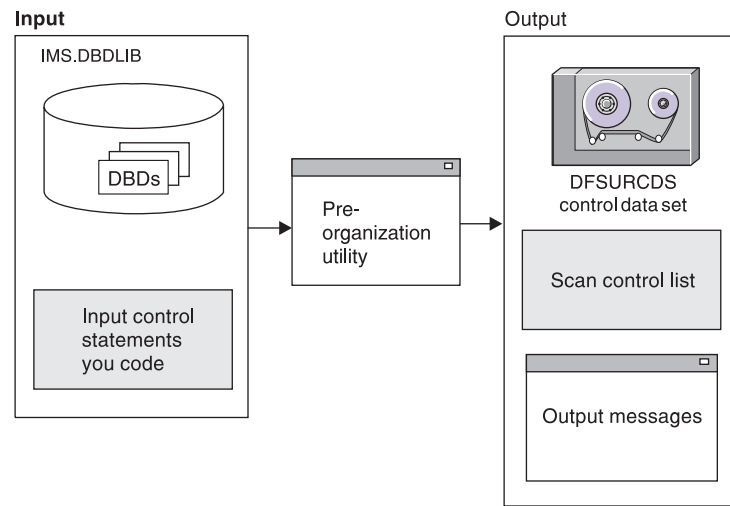 Input
IMS.DBDLIB
DBDs
Input control
statements
you code
Pre-
organization
utility
Output
DFSURCDS
control data set
Scan control list
Output messages